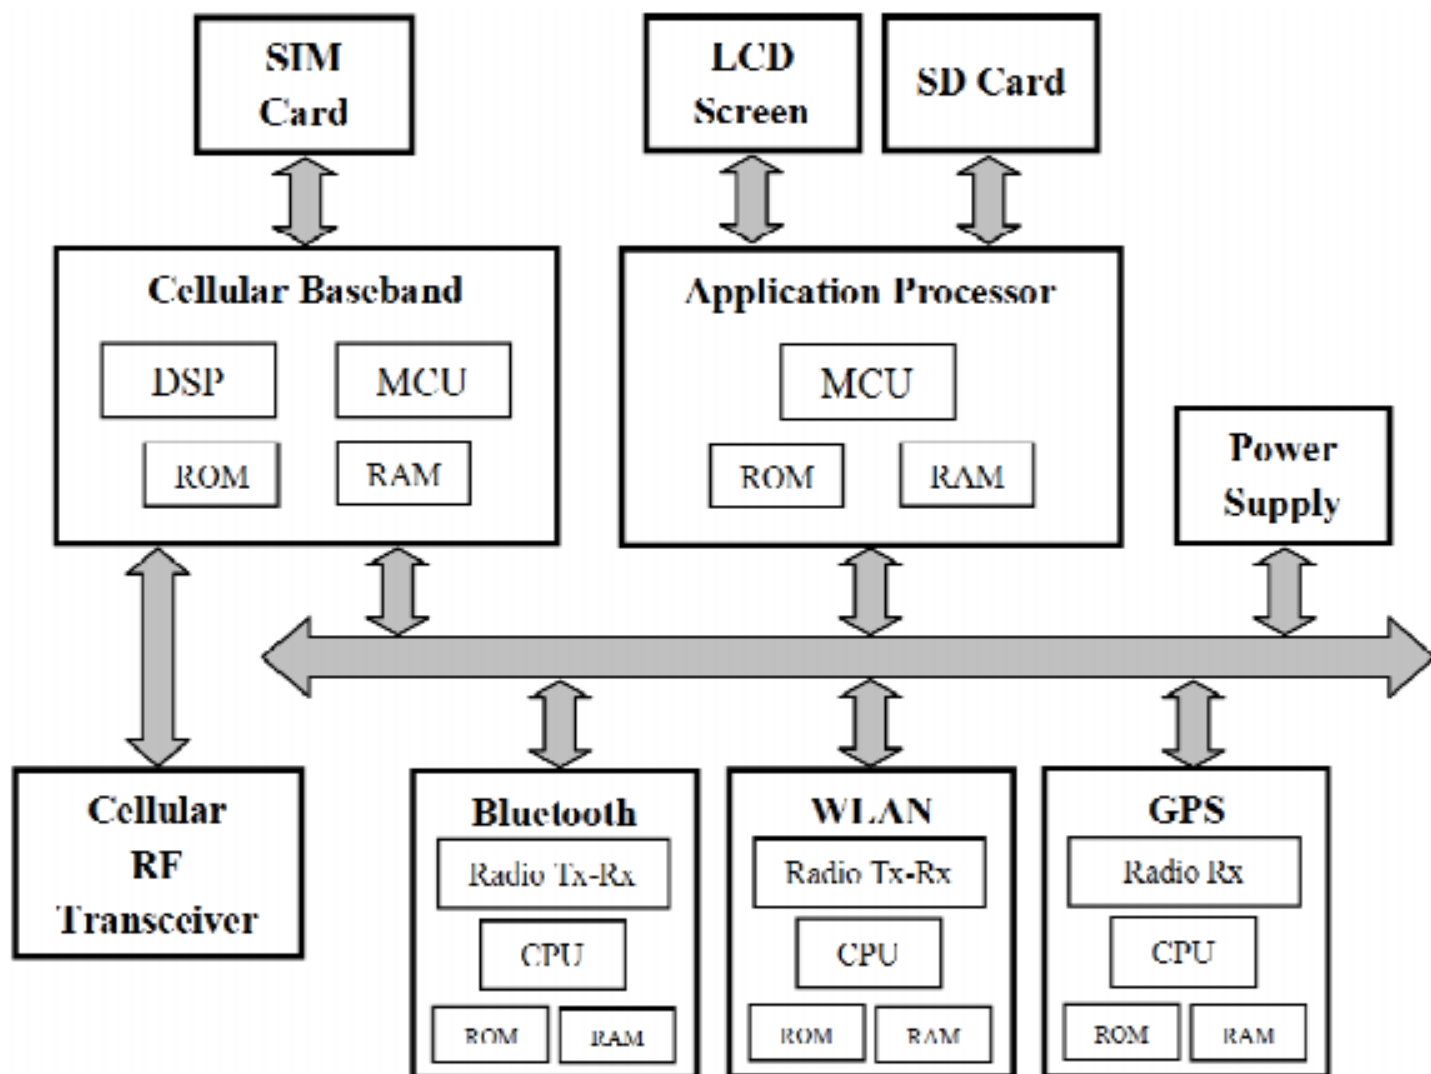 SIM
Card
LCD
Screen
SD Card
Cellular Baseband
DSP
MCU
ROM
RAM
Application Processor
MCU
ROM
RAM
Power
Supply
Cellular
RF
Transceiver
Bluetooth
Radio Tx-Rx
CPU
ROM
RAM
WLAN
Radio Tx-Rx
CPU
ROM
RAM
GPS
Radio Rx
CPU
ROM
RAM